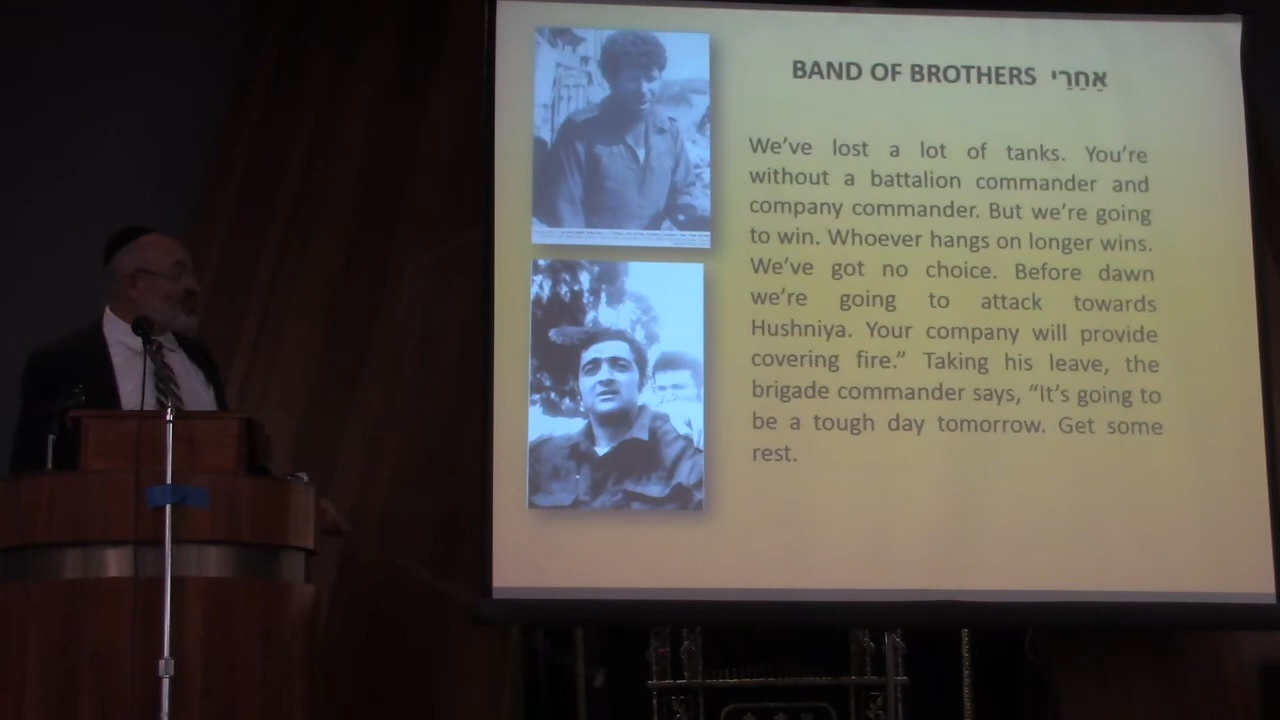 BAND OF BROTHERS אַחֲרַי
We’ve lost a lot of tanks. You’re
without a battalion commander and
company commander. But we’re going
to win. Whoever hangs on longer wins.
We’ve got no choice. Before dawn
we’re going to attack towards
Hushniya. Your company will provide
covering fire.” Taking his leave, the
brigade commander says, “It’s going to
be a tough day tomorrow. Get some
rest.